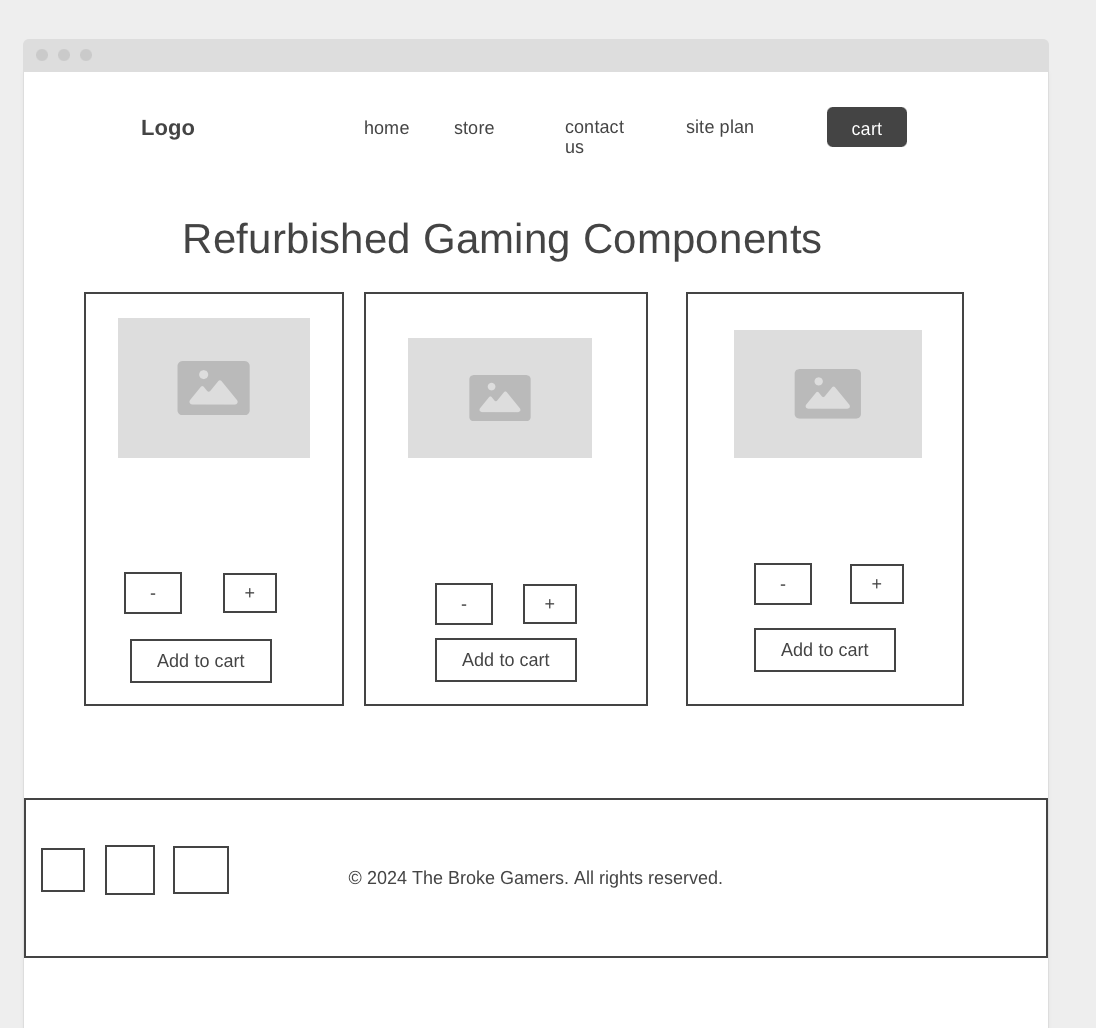 Logo
home
store
contact
us
site plan
cart
Refurbished Gaming Components
-
+
-
+
-
+
Add to cart
Add to cart
Add to cart
© 2024 The Broke Gamers. All rights reserved.